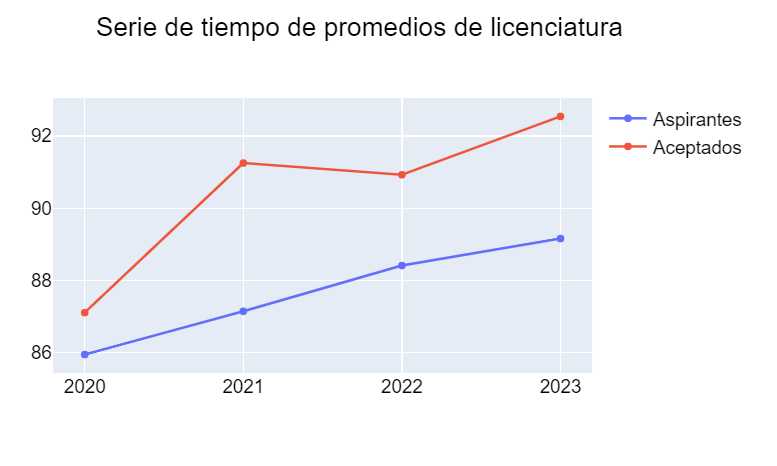 Serie de tiempo de promedios de licenciatura
Aspirantes
Aceptados
92
90
88
86
2020 2021 2022 2023